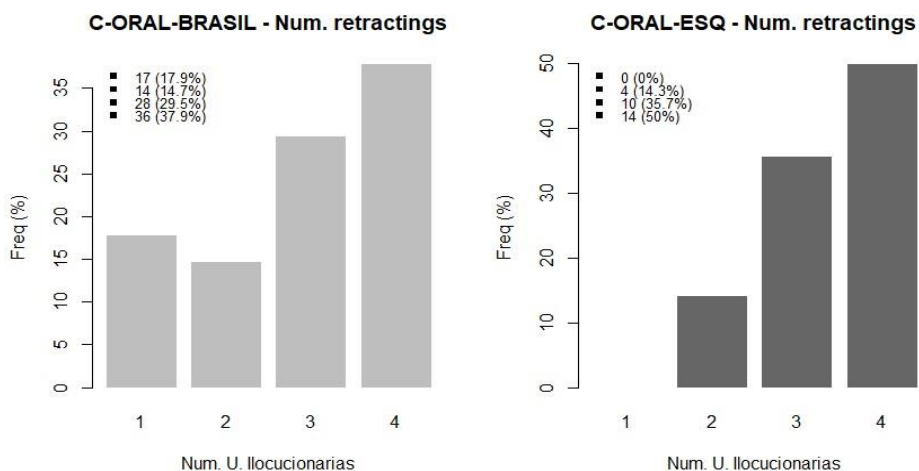 C-ORAL-BRASIL - Num. retractings
17 (17.9%)
14 (14.7%)
28 (29.5%)
36 (37.9%)
Freq (%)
35
30
25
20
15
10
5
0
1 2 3 4
Num. U. Ilocucionarias
C-ORAL-ESQ - Num. retractings
0 (0%)
4 (14.3%)
10 (35.7%)
14 (50%)
Freq (%)
50
40
30
20
10
0
1 2 3 4
Num. U. Ilocucionarias